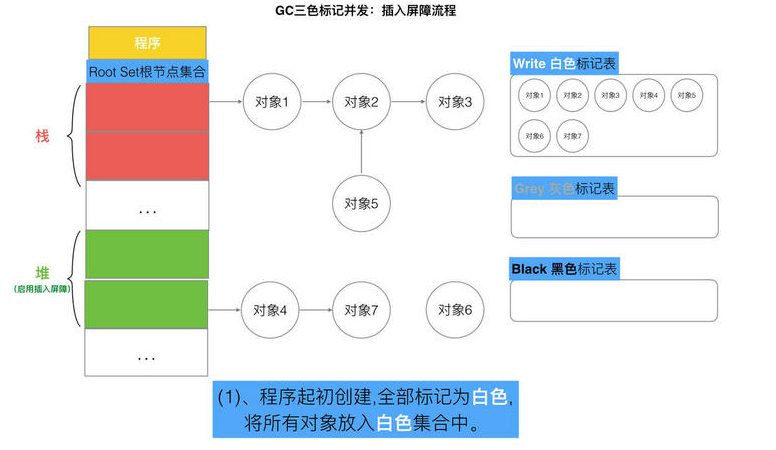 GC三色标记并发：插入屏障流程
程序
Root Set根节点集合
栈
...
堆
(启用插入屏障)
...
对象1
对象2
对象3
对象5
对象4
对象7
对象6
Write 白色标记表
对象1 对象2 对象3 对象4 对象5
对象6 对象7
Grey 灰色标记表
Black 黑色标记表
(1)、程序起初创建,全部标记为白色,
将所有对象放入白色集合中。